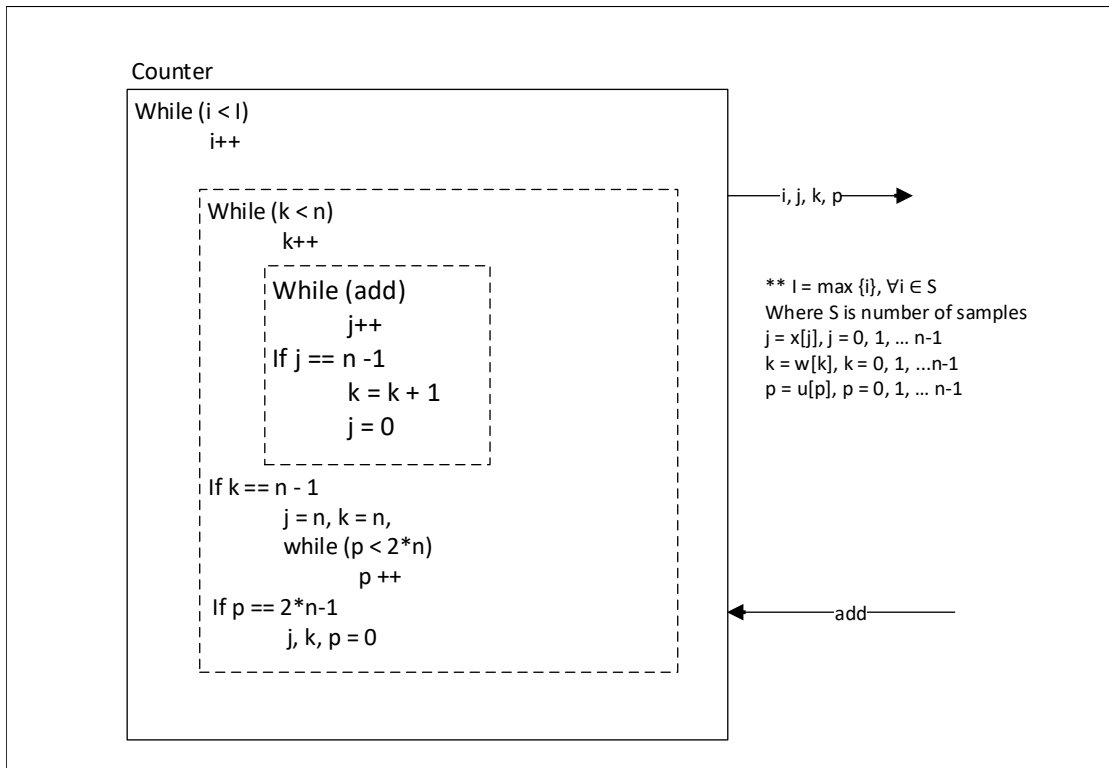 Counter
While (i < I)
i++
While (k < n)
k++
While (add)
j++
If j == n -1
k = k + 1
j = 0
If k == n - 1
j = n, k = n,
while (p < 2*n)
p ++
If p == 2*n-1
j, k, p = 0
i, j, k, p
** I = max {i}, ∀i ∈ S
Where S is number of samples
j = x[j], j = 0, 1, ... n-1
k = w[k], k = 0, 1, ...n-1
p = u[p], p = 0, 1, ... n-1
add